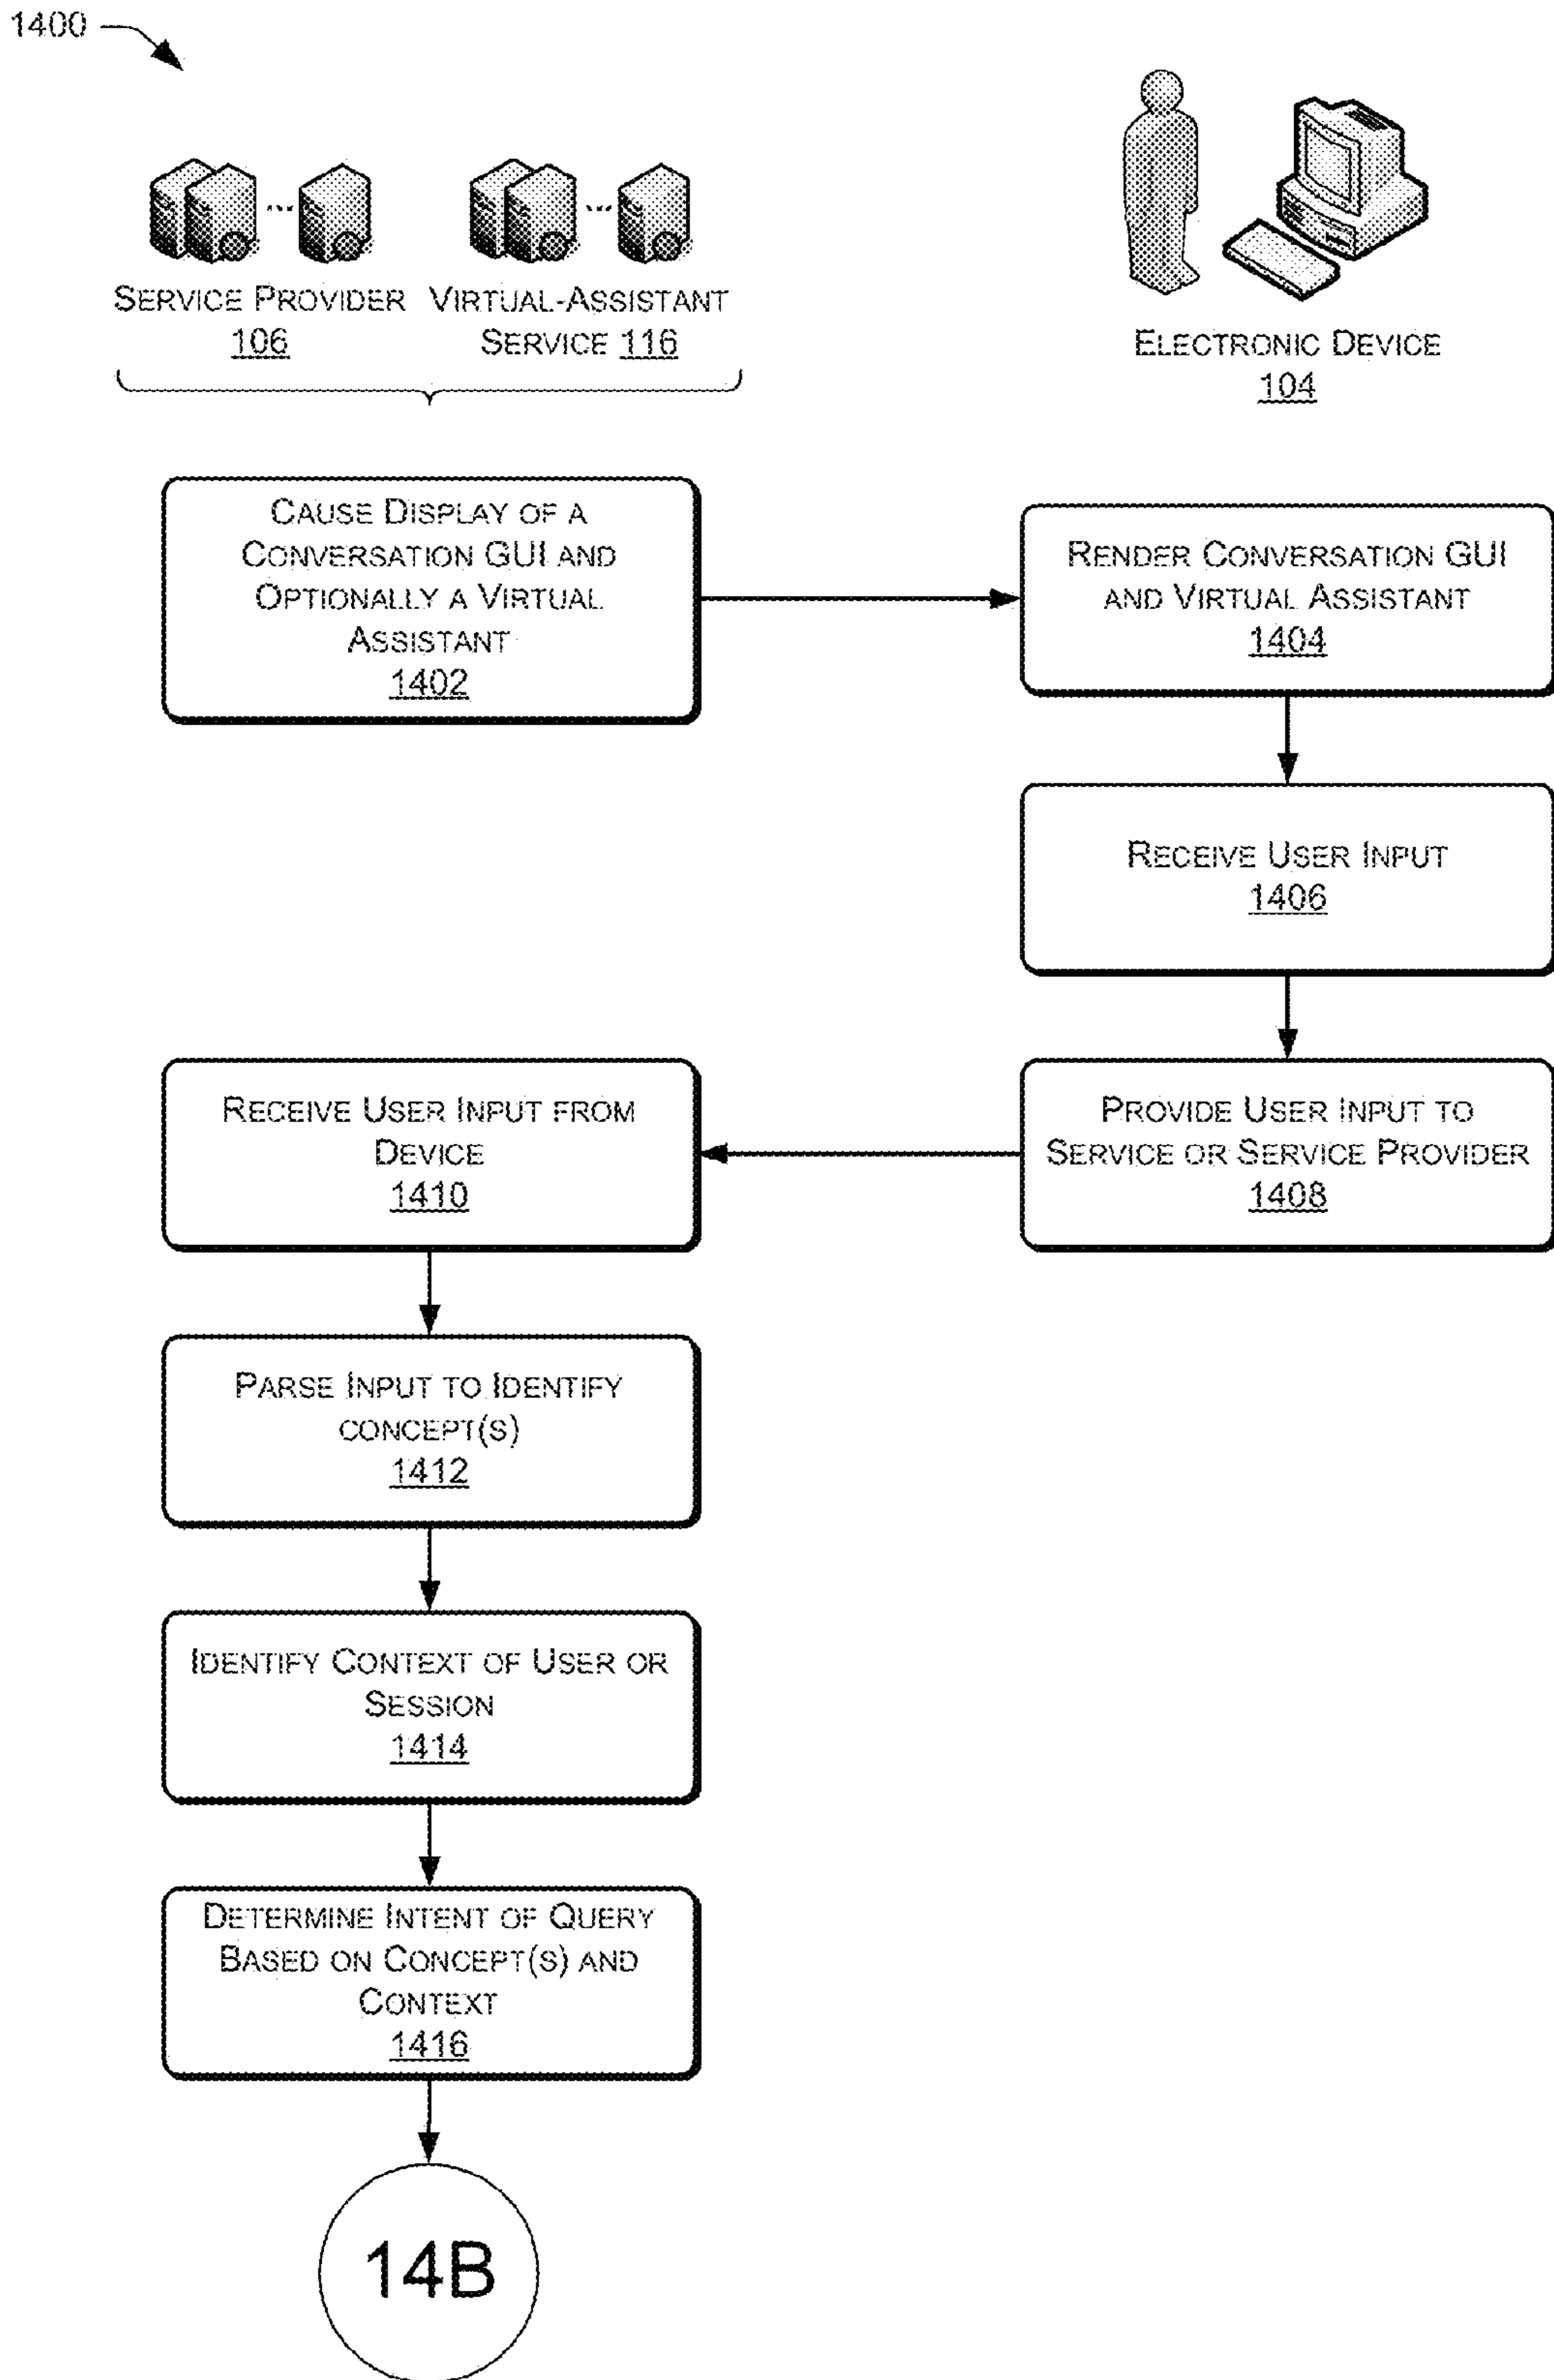 1400
SERVICE PROVIDER
106
VIRTUAL-ASSISTANT
SERVICE 116
ELECTRONIC DEVICE
104
CAUSE DISPLAY OF A
CONVERSATION GUI AND
OPTIONALLY A VIRTUAL
ASSISTANT
1402
RENDER CONVERSATION GUI
AND VIRTUAL ASSISTANT
1404
RECEIVE USER INPUT
1406
PROVIDE USER INPUT TO
SERVICE OR SERVICE PROVIDER
1408
RECEIVE USER INPUT FROM
DEVICE
1410
PARSE INPUT TO IDENTIFY
CONCEPT(S)
1412
IDENTIFY CONTEXT OF USER OR
SESSION
1414
DETERMINE INTENT OF QUERY
BASED ON CONCEPT(S) AND
CONTEXT
1416
14B